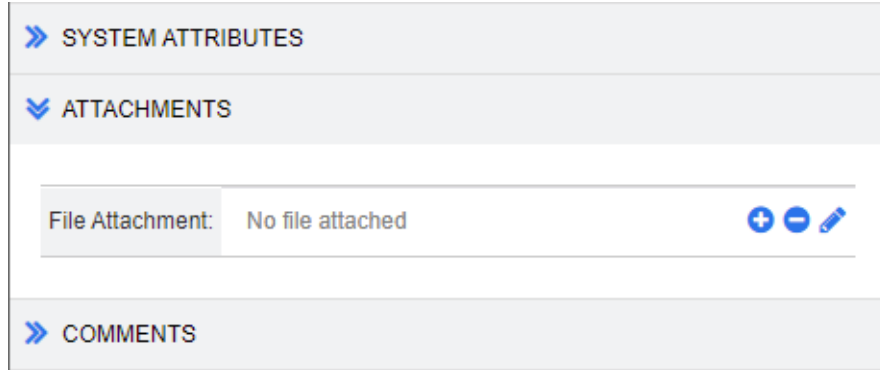 SYSTEM ATTRIBUTES
ATTACHMENTS
File Attachment: No file attached
COMMENTS